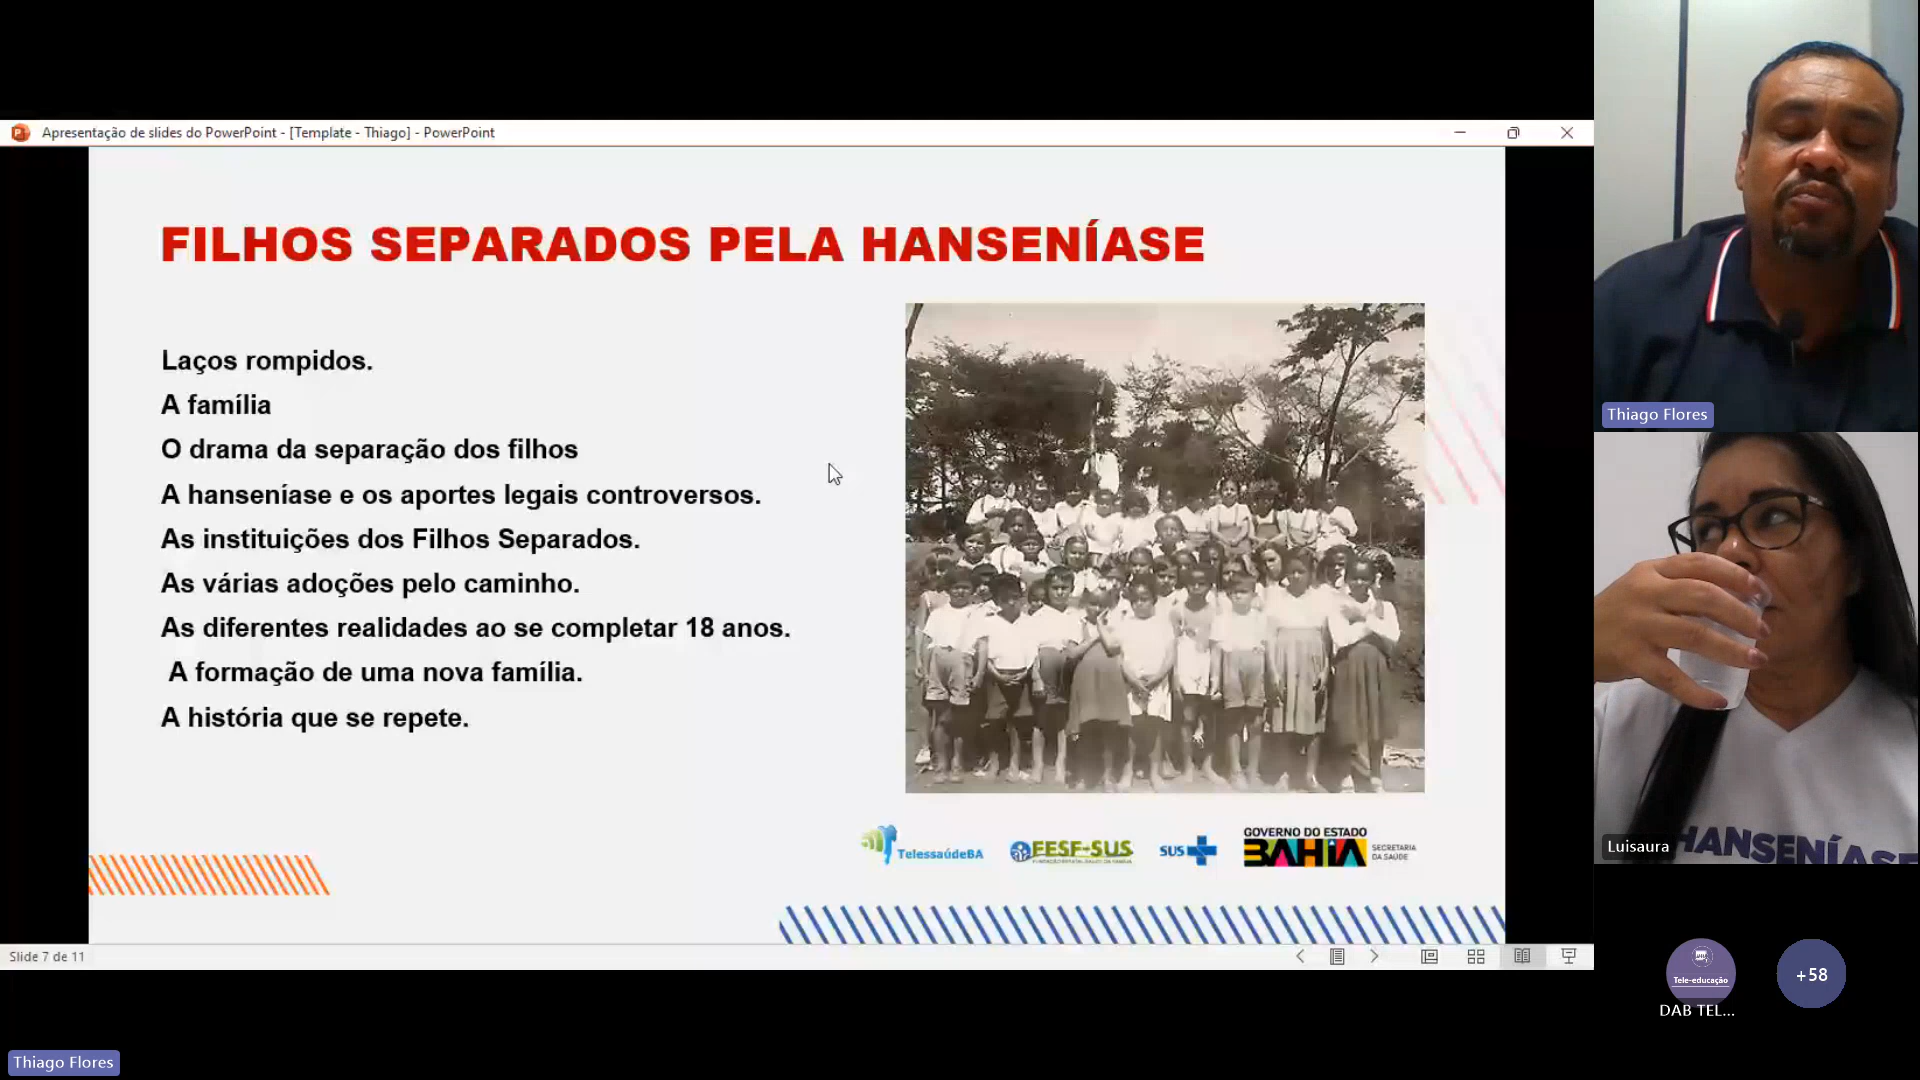 Apresentação de slides do PowerPoint - [Template - Thiago] - PowerPoint
FILHOS SEPARADOS PELA HANSENÍASE
Laços rompidos.
A família
O drama da separação dos filhos
A hanseníase e os aportes legais controversos.
As instituições dos Filhos Separados.
As várias adoções pelo caminho.
As diferentes realidades ao se completar 18 anos.
A formação de uma nova família.
A história que se repete.
TelessaúdeBA
FESF-SUS
SUS
GOVERNO DO ESTADO
BAHIA
SECRETARIA
DA SAÚDE
Slide 7 de 11
Thiago Flores
Thiago Flores
Luisaura
HANSENÍASE
Tele-educação
DAB TEL...
+58